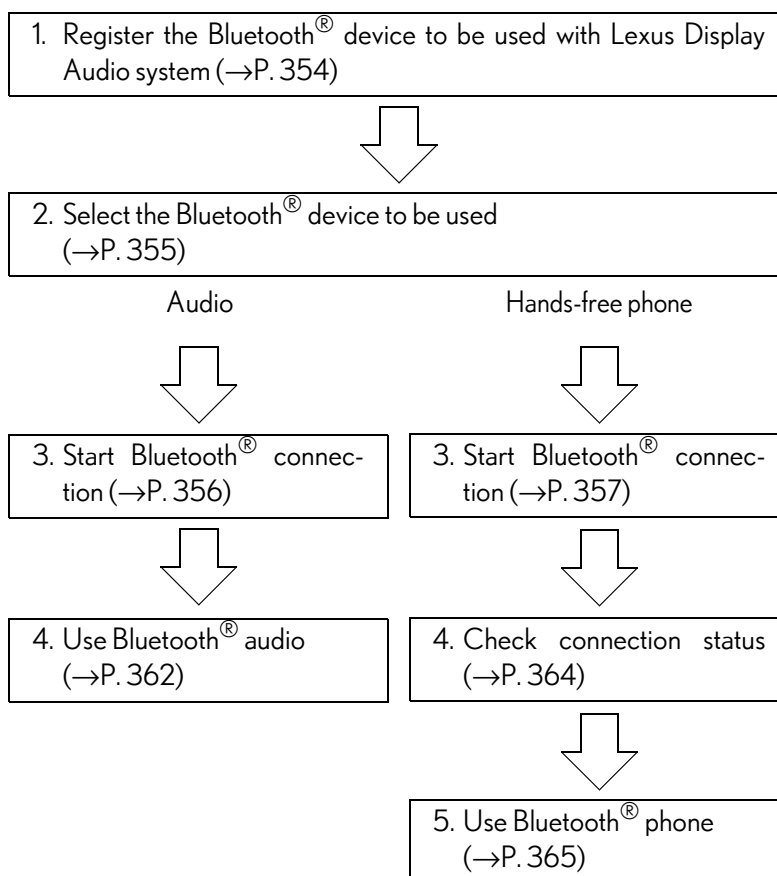 1. Register the Bluetooth® device to be used with Lexus Display
Audio system (→P. 354)
2. Select the Bluetooth® device to be used
(→P. 355)
Audio
Hands-free phone
3. Start Bluetooth® connec-
tion (→P. 356)
3. Start Bluetooth® connec-
tion (→P. 357)
4. Use Bluetooth® audio
(→P. 362)
4. Check connection status
(→P. 364)
5. Use Bluetooth® phone
(→P. 365)